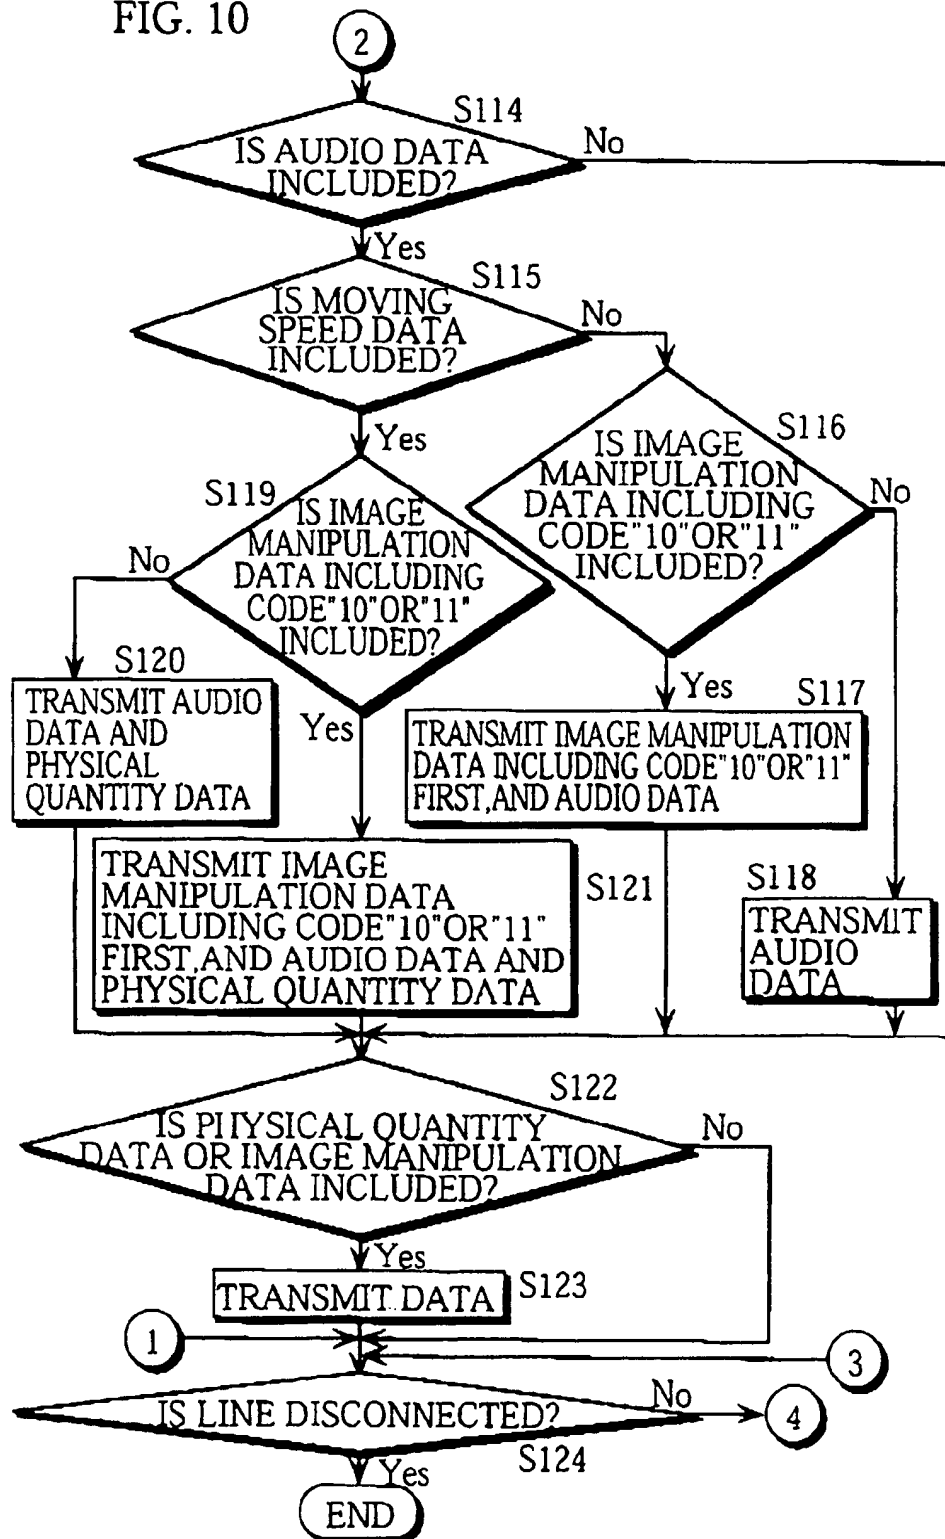 FIG. 10
2
S114
IS AUDIO DATA
INCLUDED?
No
Yes
S115
IS MOVING
SPEED DATA
INCLUDED?
No
Yes
S116
IS IMAGE
MANIPULATION
DATA INCLUDING
CODE"10"OR"11"
INCLUDED?
No
S119
IS IMAGE
MANIPULATION
DATA INCLUDING
CODE"10"OR"11"
INCLUDED?
No
S120
TRANSMIT AUDIO
DATA AND
PHYSICAL
QUANTITY DATA
Yes
Yes
S117
TRANSMIT IMAGE MANIPULATION
DATA INCLUDING CODE"10"OR"11"
FIRST,AND AUDIO DATA
TRANSMIT IMAGE
MANIPULATION DATA
INCLUDING CODE"10"OR"11"
FIRST,AND AUDIO DATA AND
PHYSICAL QUANTITY DATA
S121
S118
TRANSMIT
AUDIO
DATA
S122
IS PHYSICAL QUANTITY
DATA OR IMAGE MANIPULATION
DATA INCLUDED?
No
Yes
TRANSMIT DATA
S123
1
3
IS LINE DISCONNECTED?
No
4
S124
Yes
END